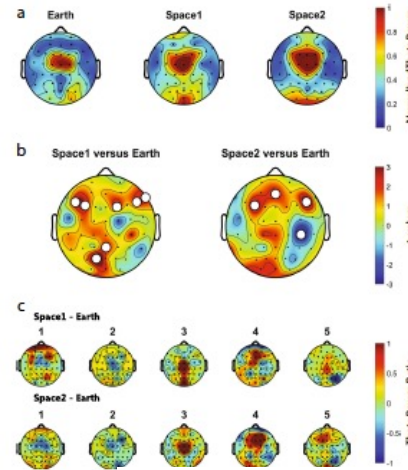 a
Earth Space1 Space2
1
0.8
0.6
0.4
0.2
0
b
Space1 versus Earth Space2 versus Earth
3
2
1
0
-1
-2
-3
c
Space1 - Earth
1 2 3 4 5
Space2 - Earth
1 2 3 4 5
1
0.5
0
-0.5
-1